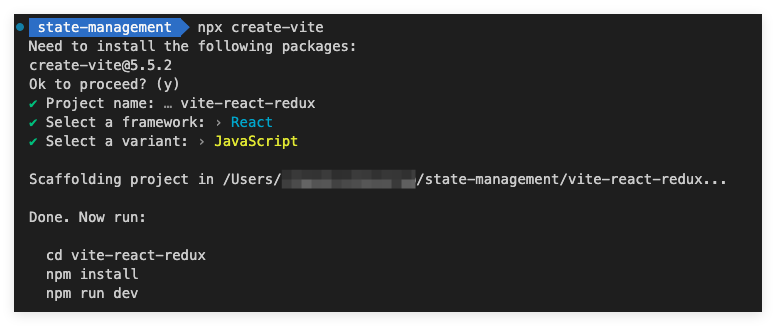 state-management npx create-vite
Need to install the following packages:
create-vite@5.5.2
Ok to proceed? (y)
✔ Project name: … vite-react-redux
✔ Select a framework: › React
✔ Select a variant: › JavaScript
Scaffolding project in /Users/ /state-management/vite-react-redux...
Done. Now run:
cd vite-react-redux
npm install
npm run dev